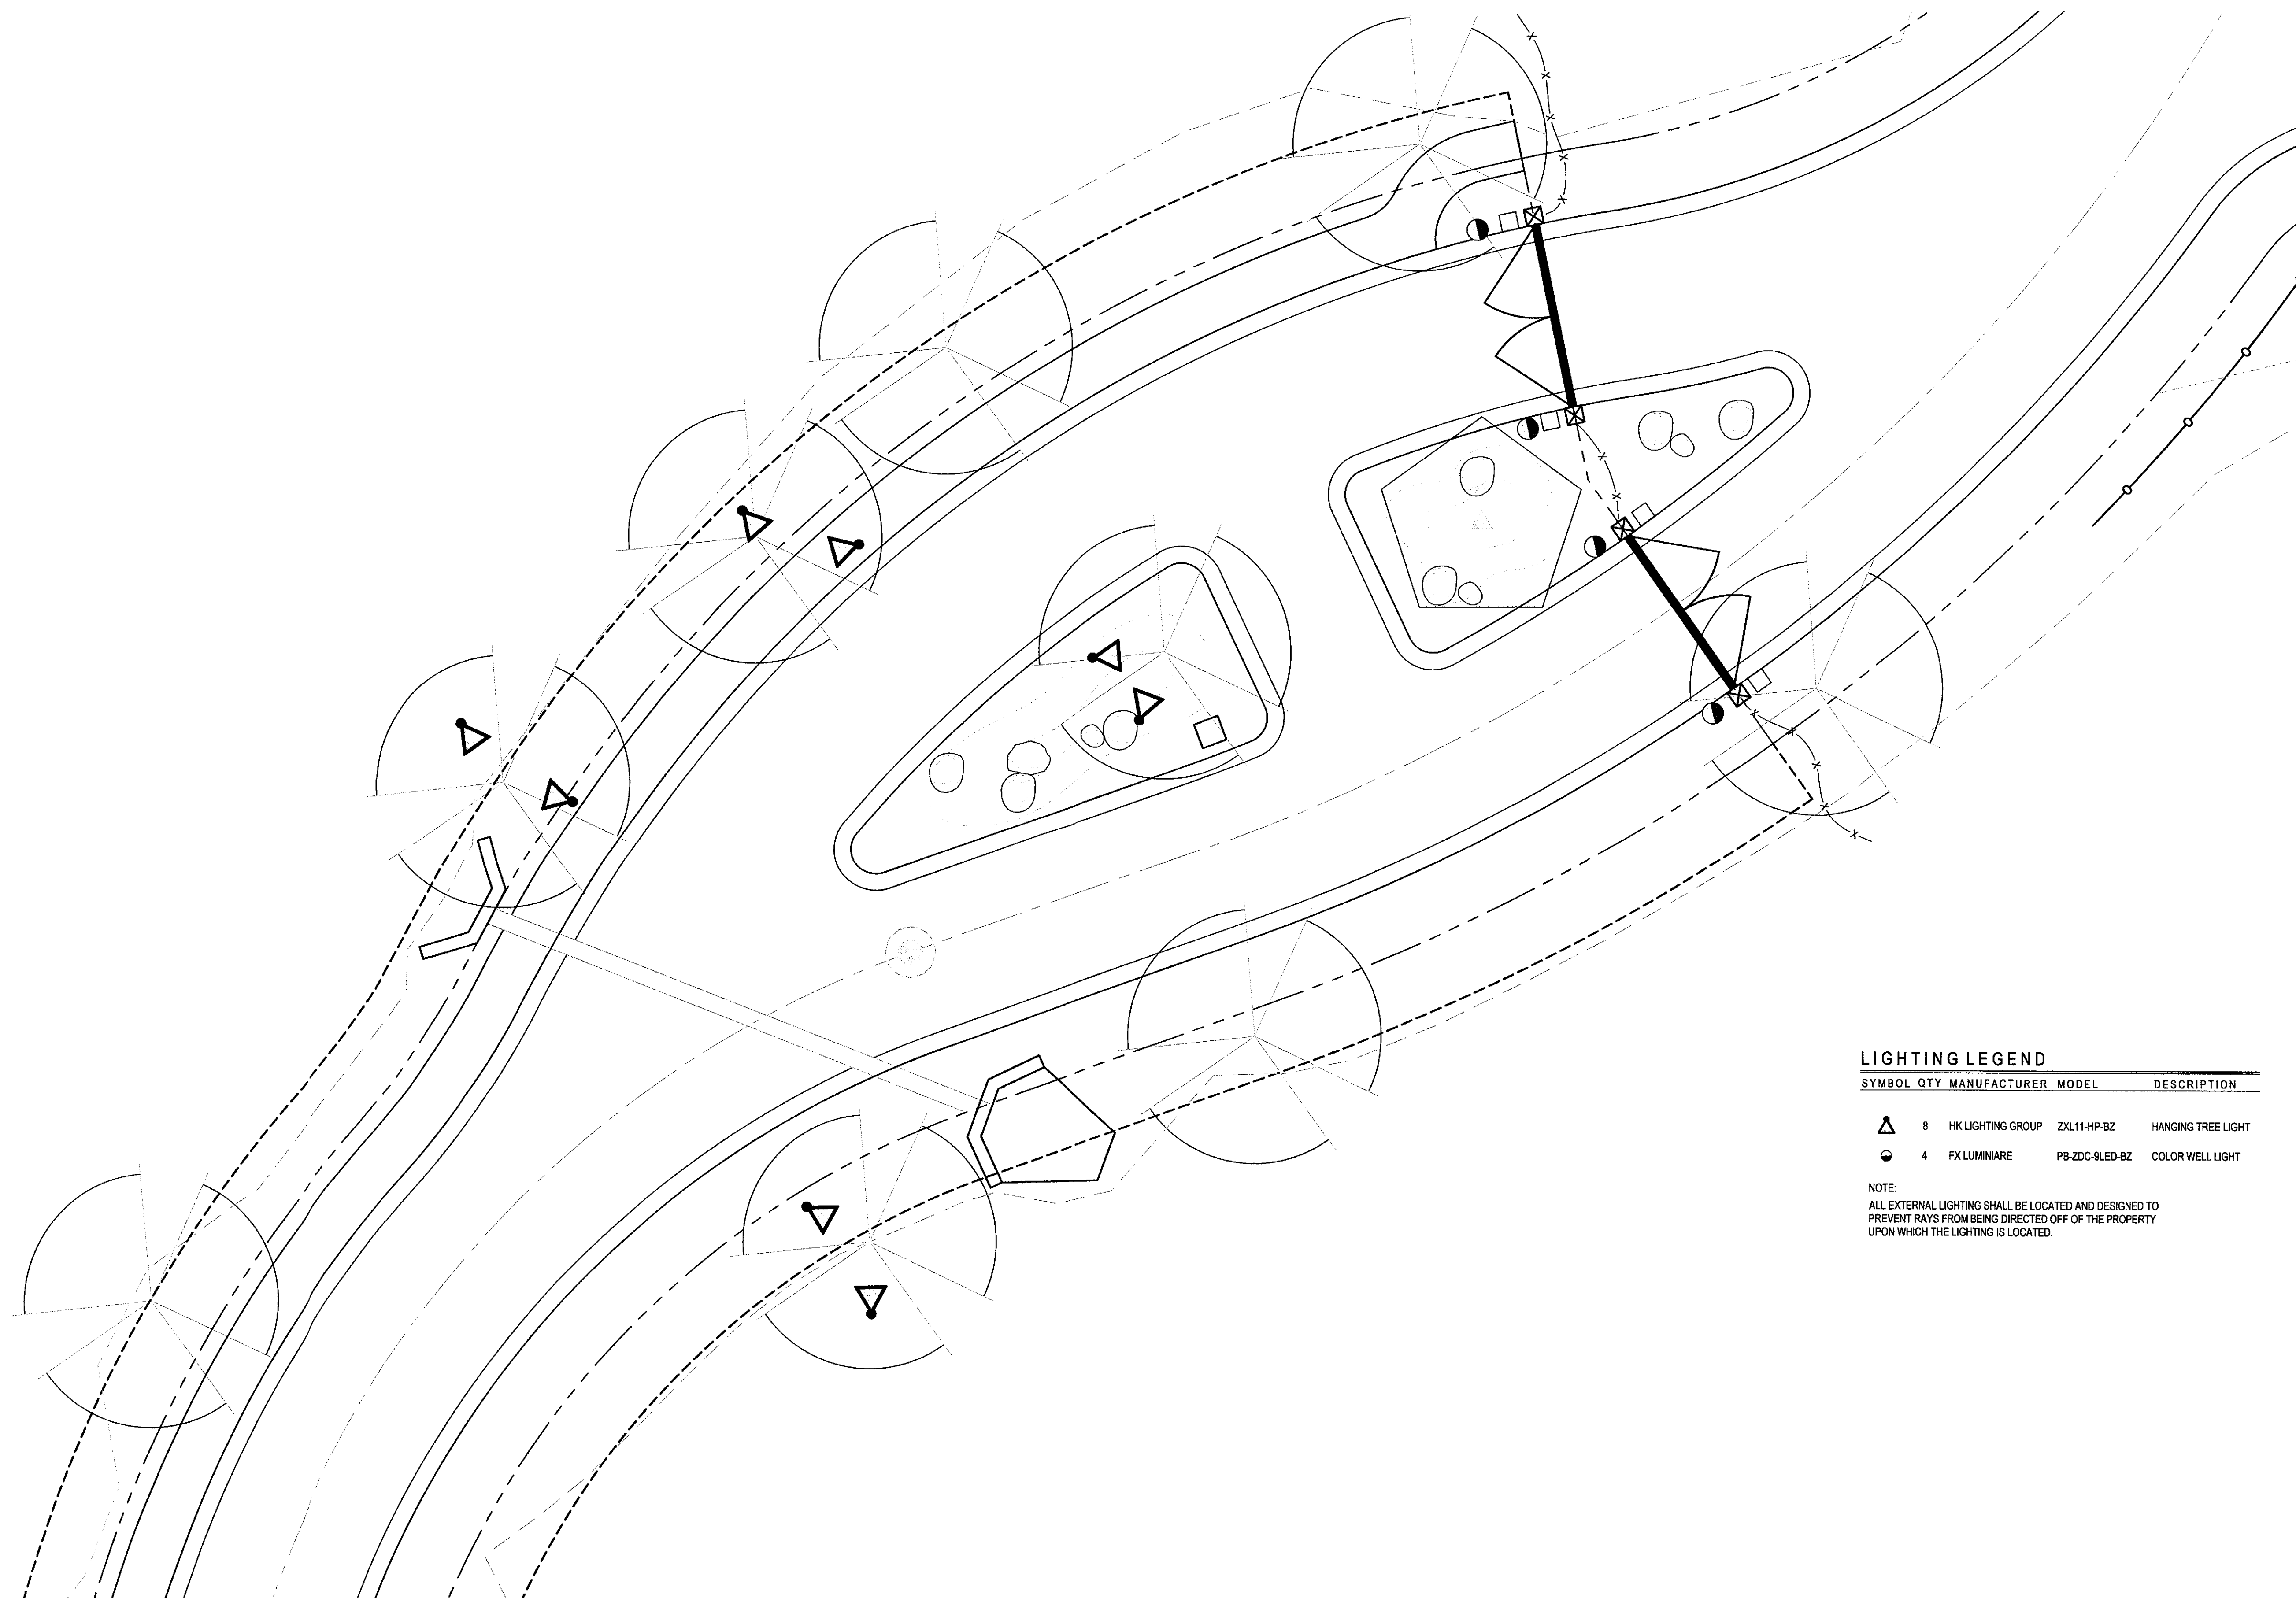 LIGHTING LEGEND
SYMBOL QTY MANUFACTURER MODEL DESCRIPTION
8 HK LIGHTING GROUP ZXL11-HP-BZ HANGING TREE LIGHT
4 FX LUMINIARE PB-ZDC-9LED-BZ COLOR WELL LIGHT
NOTE:
ALL EXTERNAL LIGHTING SHALL BE LOCATED AND DESIGNED TO
PREVENT RAYS FROM BEING DIRECTED OFF OF THE PROPERTY
UPON WHICH THE LIGHTING IS LOCATED.